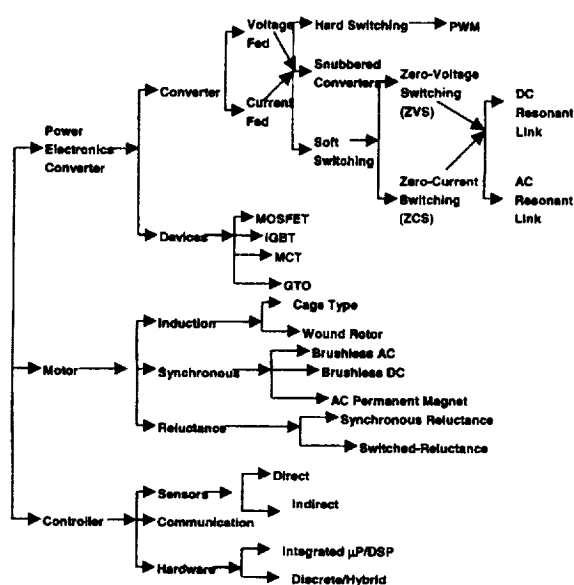 Voltage
Fed
Hard Switching
PWM
Converter
Snubbered
Converters
Zero-Voltage
Switching
(ZVS)
DC
Resonant
Link
Current
Fed
Power
Electronics
Converter
Soft
Switching
Zero-Current
Switching
(ZCS)
AC
Resonant
Link
Devices
MOSFET
IGBT
MCT
GTO
Induction
Cage Type
Wound Rotor
Motor
Synchronous
Brushless AC
Brushless DC
AC Permanent Magnet
Reluctance
Synchronous Reluctance
Switched-Reluctance
Sensors
Direct
Indirect
Controller
Communication
Hardware
Integrated µP/DSP
Discrete/Hybrid